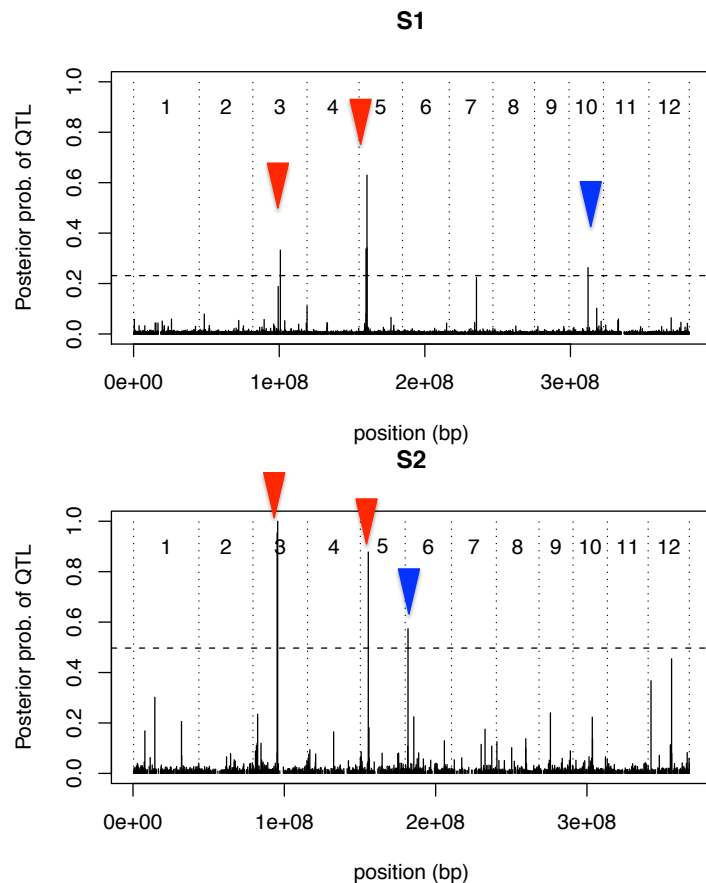 S1
Posterior prob. of QTL
1.0
0.8
0.6
0.4
0.2
0.0
1 2 3 4 5 6 7 8 9 10 11 12
0e+00 1e+08 2e+08 3e+08
position (bp)
S2
Posterior prob. of QTL
1.0
0.8
0.6
0.4
0.2
0.0
1 2 3 4 5 6 7 8 9 10 11 12
0e+00 1e+08 2e+08 3e+08
position (bp)